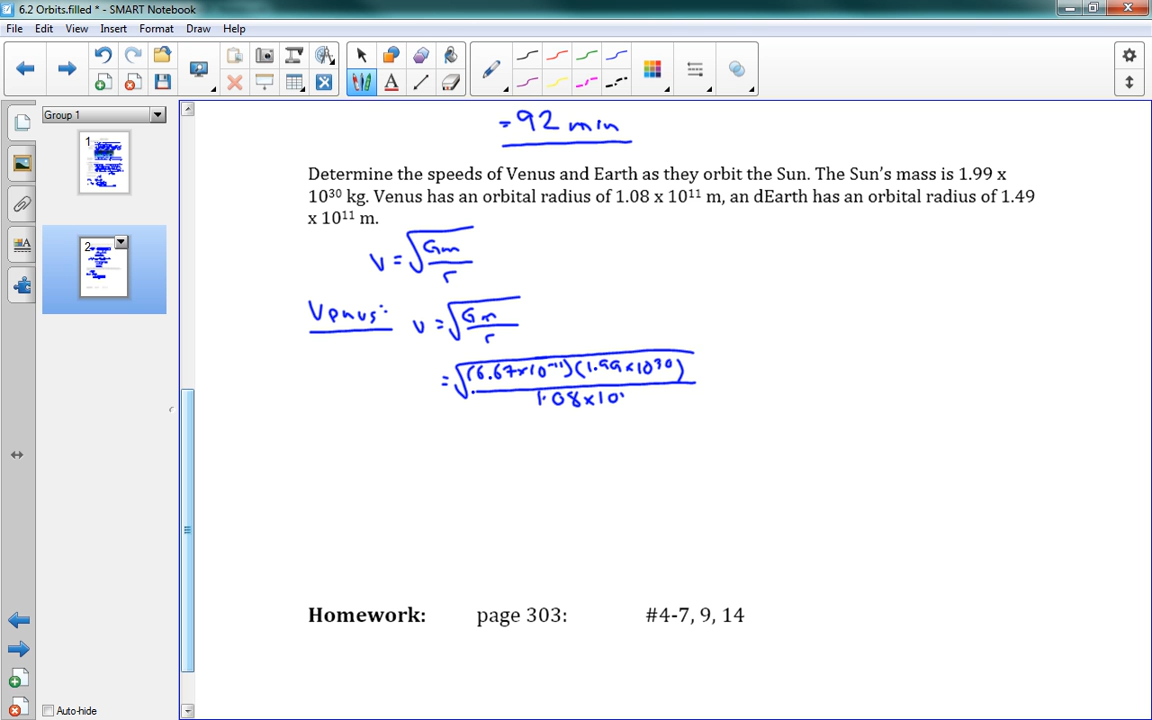 6.2 Orbits.filled * - SMART Notebook
File Edit View Insert Format Draw Help
Group 1
1
2
= 92 min
Determine the speeds of Venus and Earth as they orbit the Sun. The Sun's mass is 1.99 x
10³⁰ kg. Venus has an orbital radius of 1.08 x 10¹¹ m, an dEarth has an orbital radius of 1.49
x 10¹¹ m.
v = √(Gm/r)
Venus: v = √(Gm/r)
= √((6.67×10⁻¹¹)(1.99×10³⁰)/1.08×10
Homework: page 303: #4-7, 9, 14
Auto-hide